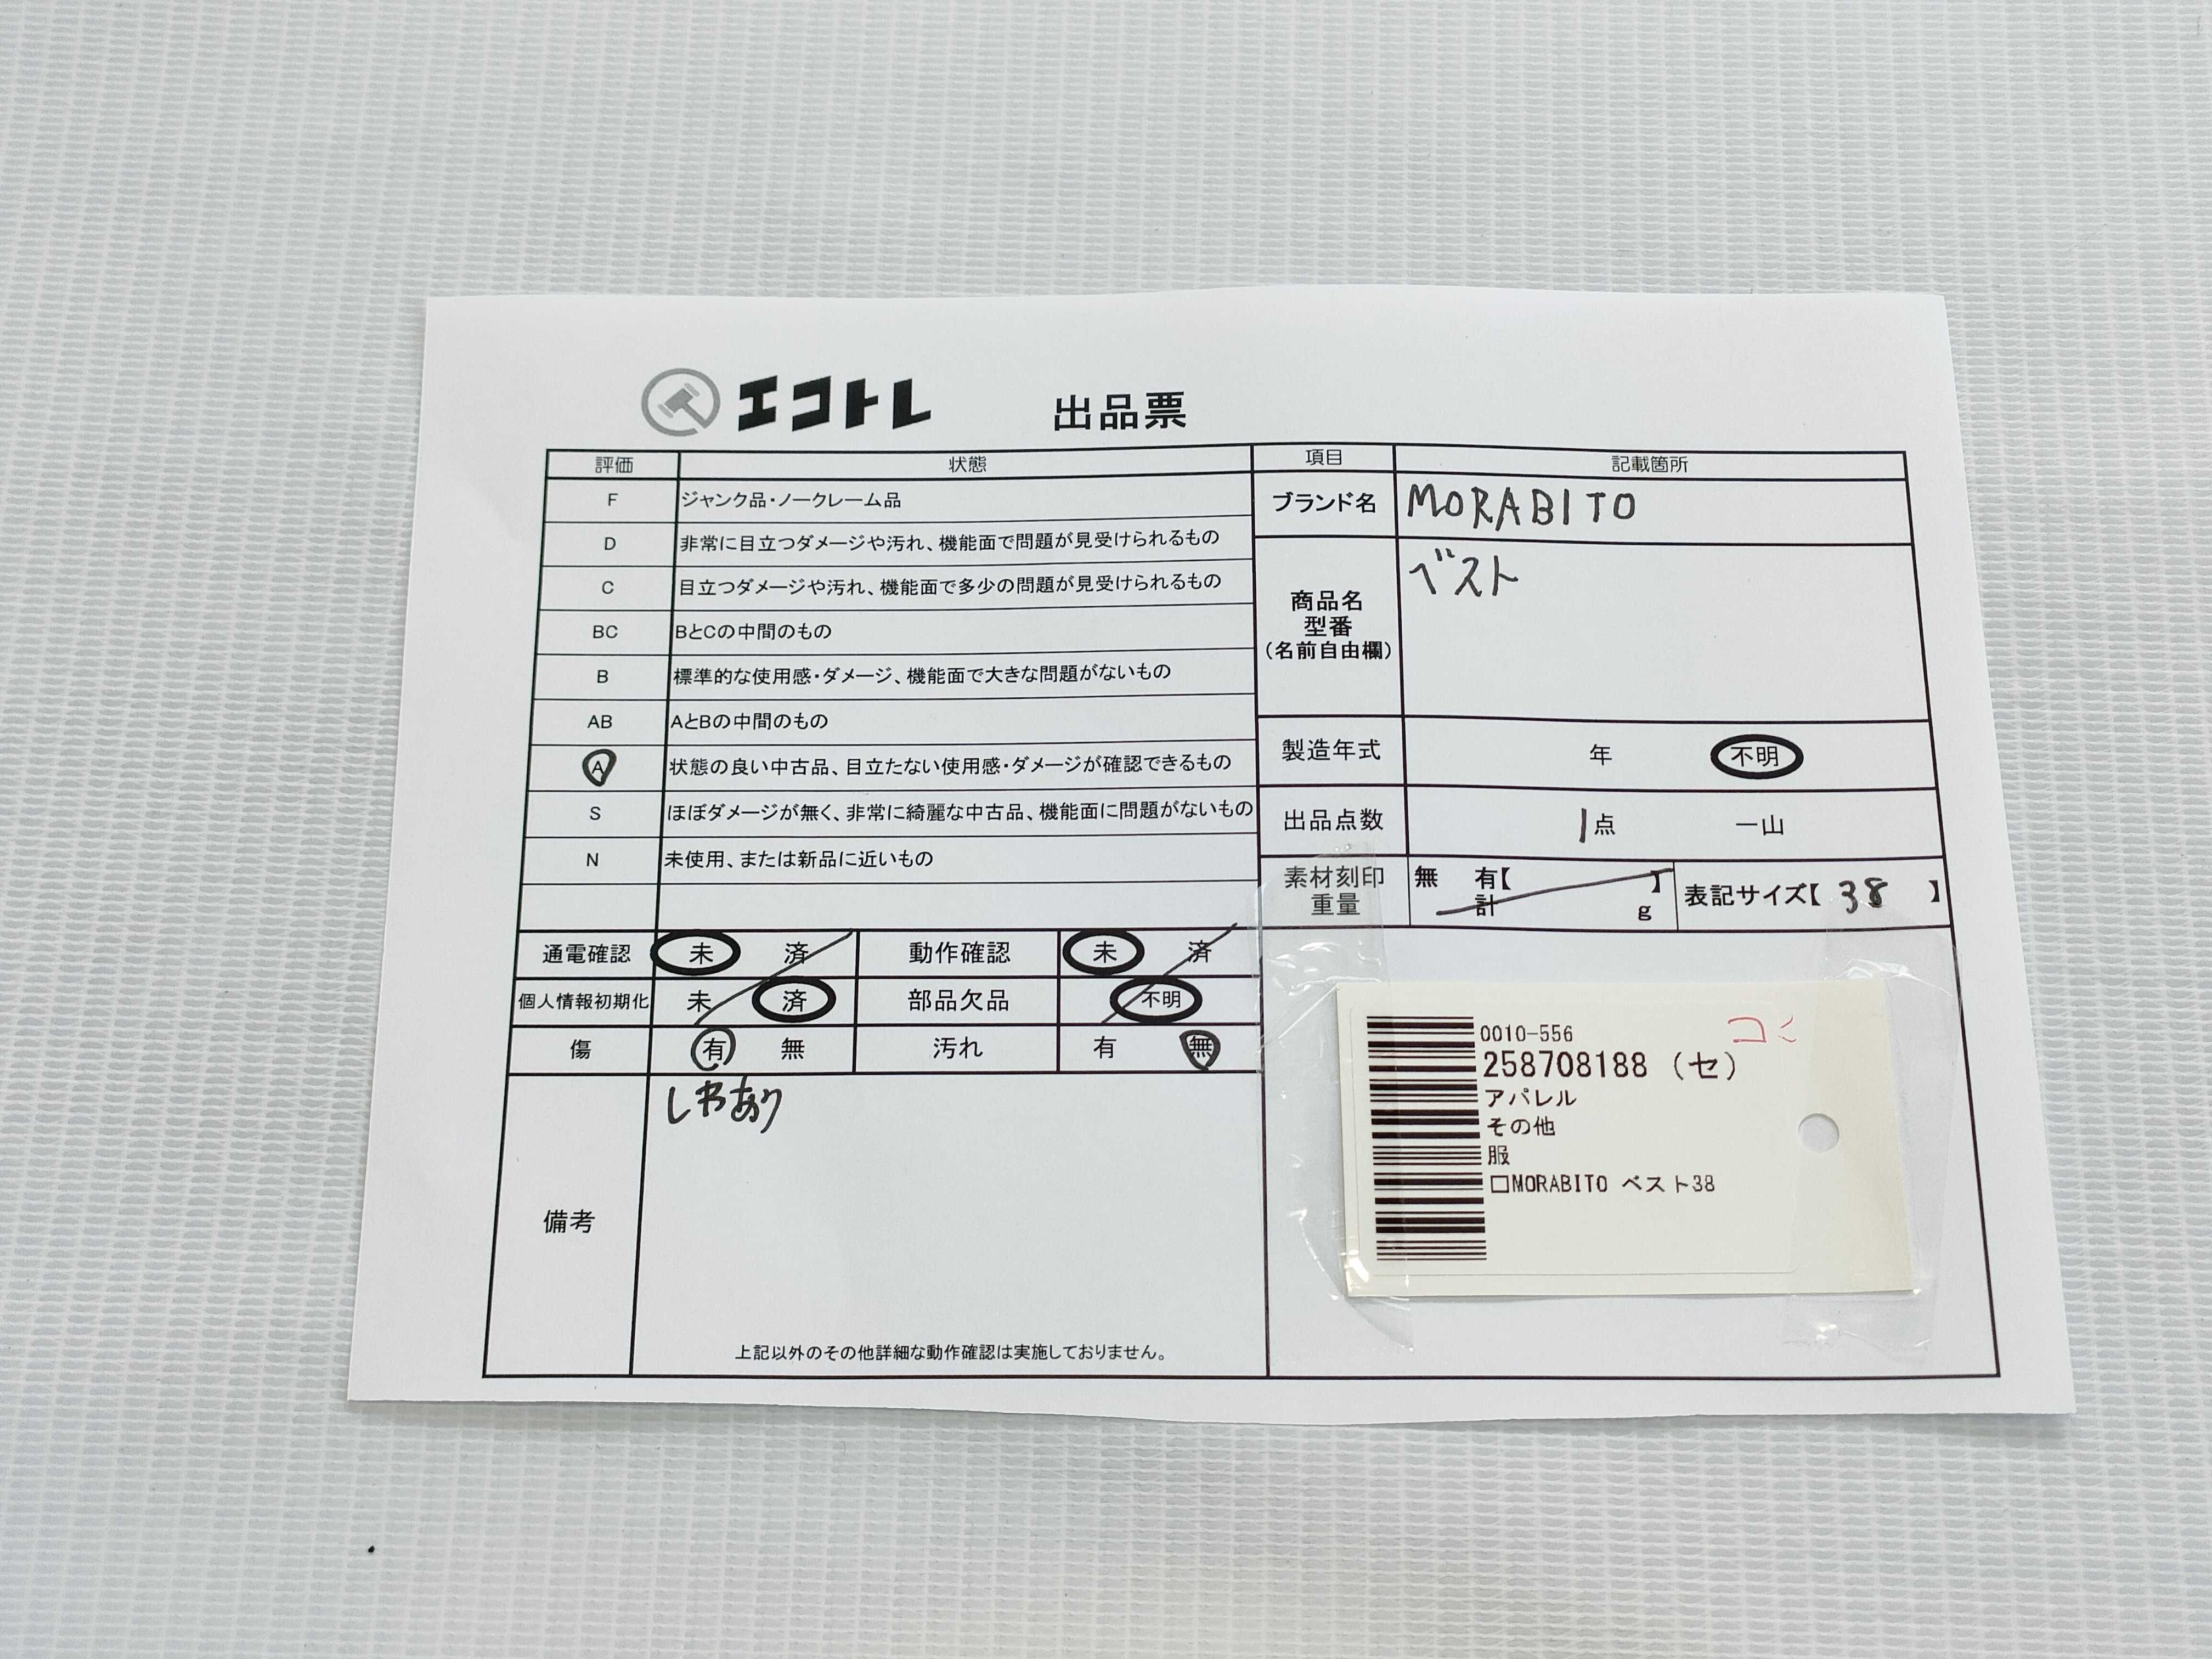 エコトレ 出品票
評価 状態 項目 記載箇所
F ジャンク品・ノークレーム品
D 非常に目立つダメージや汚れ、機能面で問題が見受けられるもの
C 目立つダメージや汚れ、機能面で多少の問題が見受けられるもの
BC BとCの中間のもの
B 標準的な使用感・ダメージ、機能面で大きな問題がないもの
AB AとBの中間のもの
A 状態の良い中古品、目立たない使用感・ダメージが確認できるもの
S ほぼダメージが無く、非常に綺麗な中古品、機能面に問題がないもの
N 未使用、または新品に近いもの
ブランド名 MORABITO
商品名
型番
(名前自由欄)
ベスト
製造年式 年 不明
出品点数 1点 一山
素材刻印
重量
無 有【 】
計 g
表記サイズ【 38 】
通電確認 未 済 動作確認 未 済
個人情報初期化 未 済 部品欠品 不明
傷 有 無 汚れ 有 無
備考
しわあり
上記以外のその他詳細な動作確認は実施しておりません。
0010-556
258708188 (セ)
アパレル
その他
服
□MORABITO ベスト38